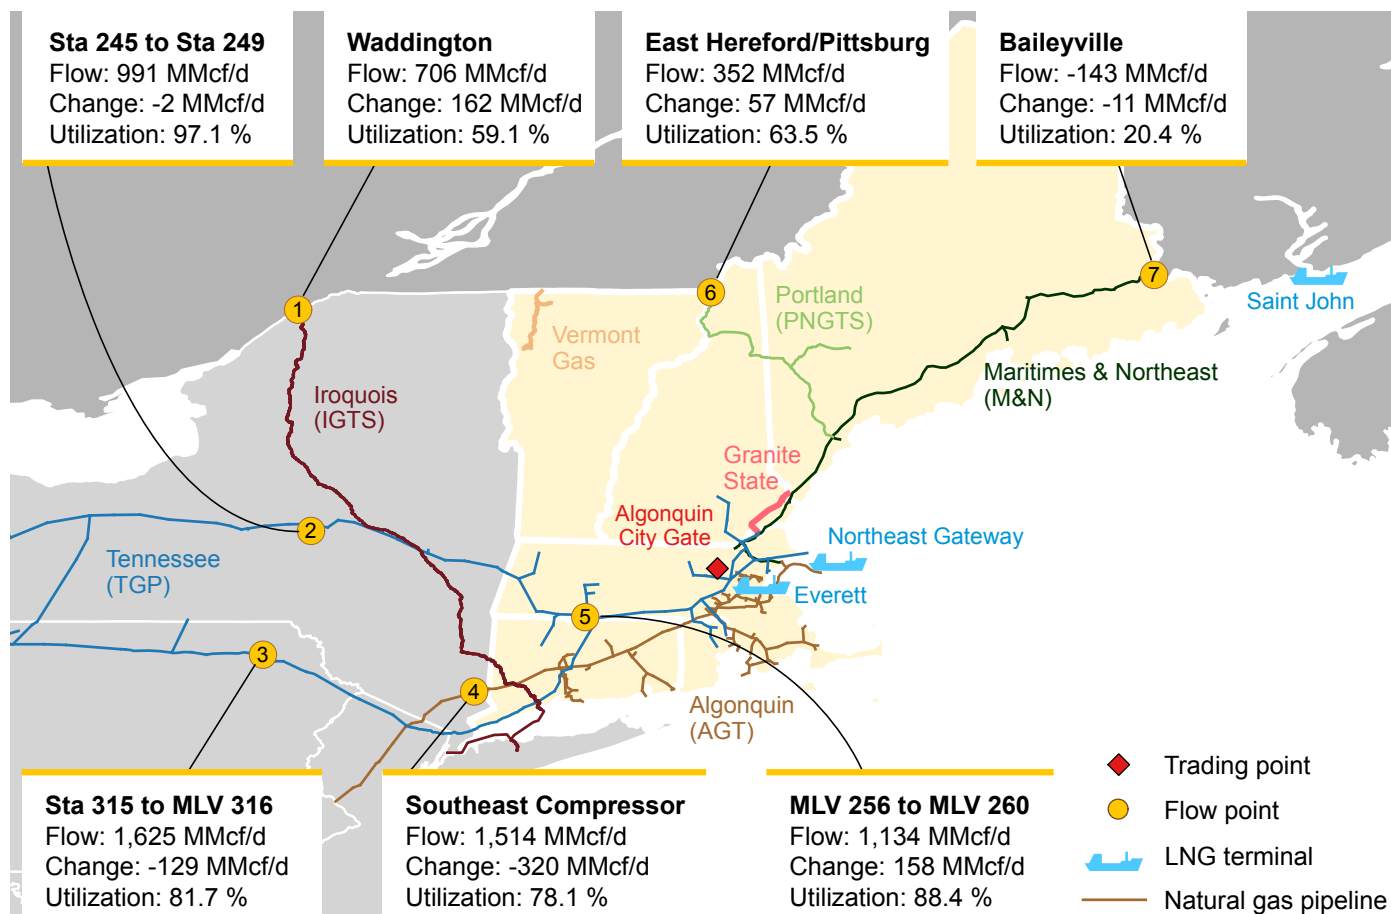 Sta 245 to Sta 249
Flow: 991 MMcf/d
Change: -2 MMcf/d
Utilization: 97.1 %
Waddington
Flow: 706 MMcf/d
Change: 162 MMcf/d
Utilization: 59.1 %
East Hereford/Pittsburg
Flow: 352 MMcf/d
Change: 57 MMcf/d
Utilization: 63.5 %
Baileyville
Flow: -143 MMcf/d
Change: -11 MMcf/d
Utilization: 20.4 %
1
6
7
Saint John
Portland
(PNGTS)
Vermont
Gas
Maritimes & Northeast
(M&N)
Iroquois
(IGTS)
Granite
State
Algonquin
City Gate
2
Northeast Gateway
Tennessee
(TGP)
Everett
5
3
4
Algonquin
(AGT)
Sta 315 to MLV 316
Flow: 1,625 MMcf/d
Change: -129 MMcf/d
Utilization: 81.7 %
Southeast Compressor
Flow: 1,514 MMcf/d
Change: -320 MMcf/d
Utilization: 78.1 %
MLV 256 to MLV 260
Flow: 1,134 MMcf/d
Change: 158 MMcf/d
Utilization: 88.4 %
Trading point
Flow point
LNG terminal
Natural gas pipeline